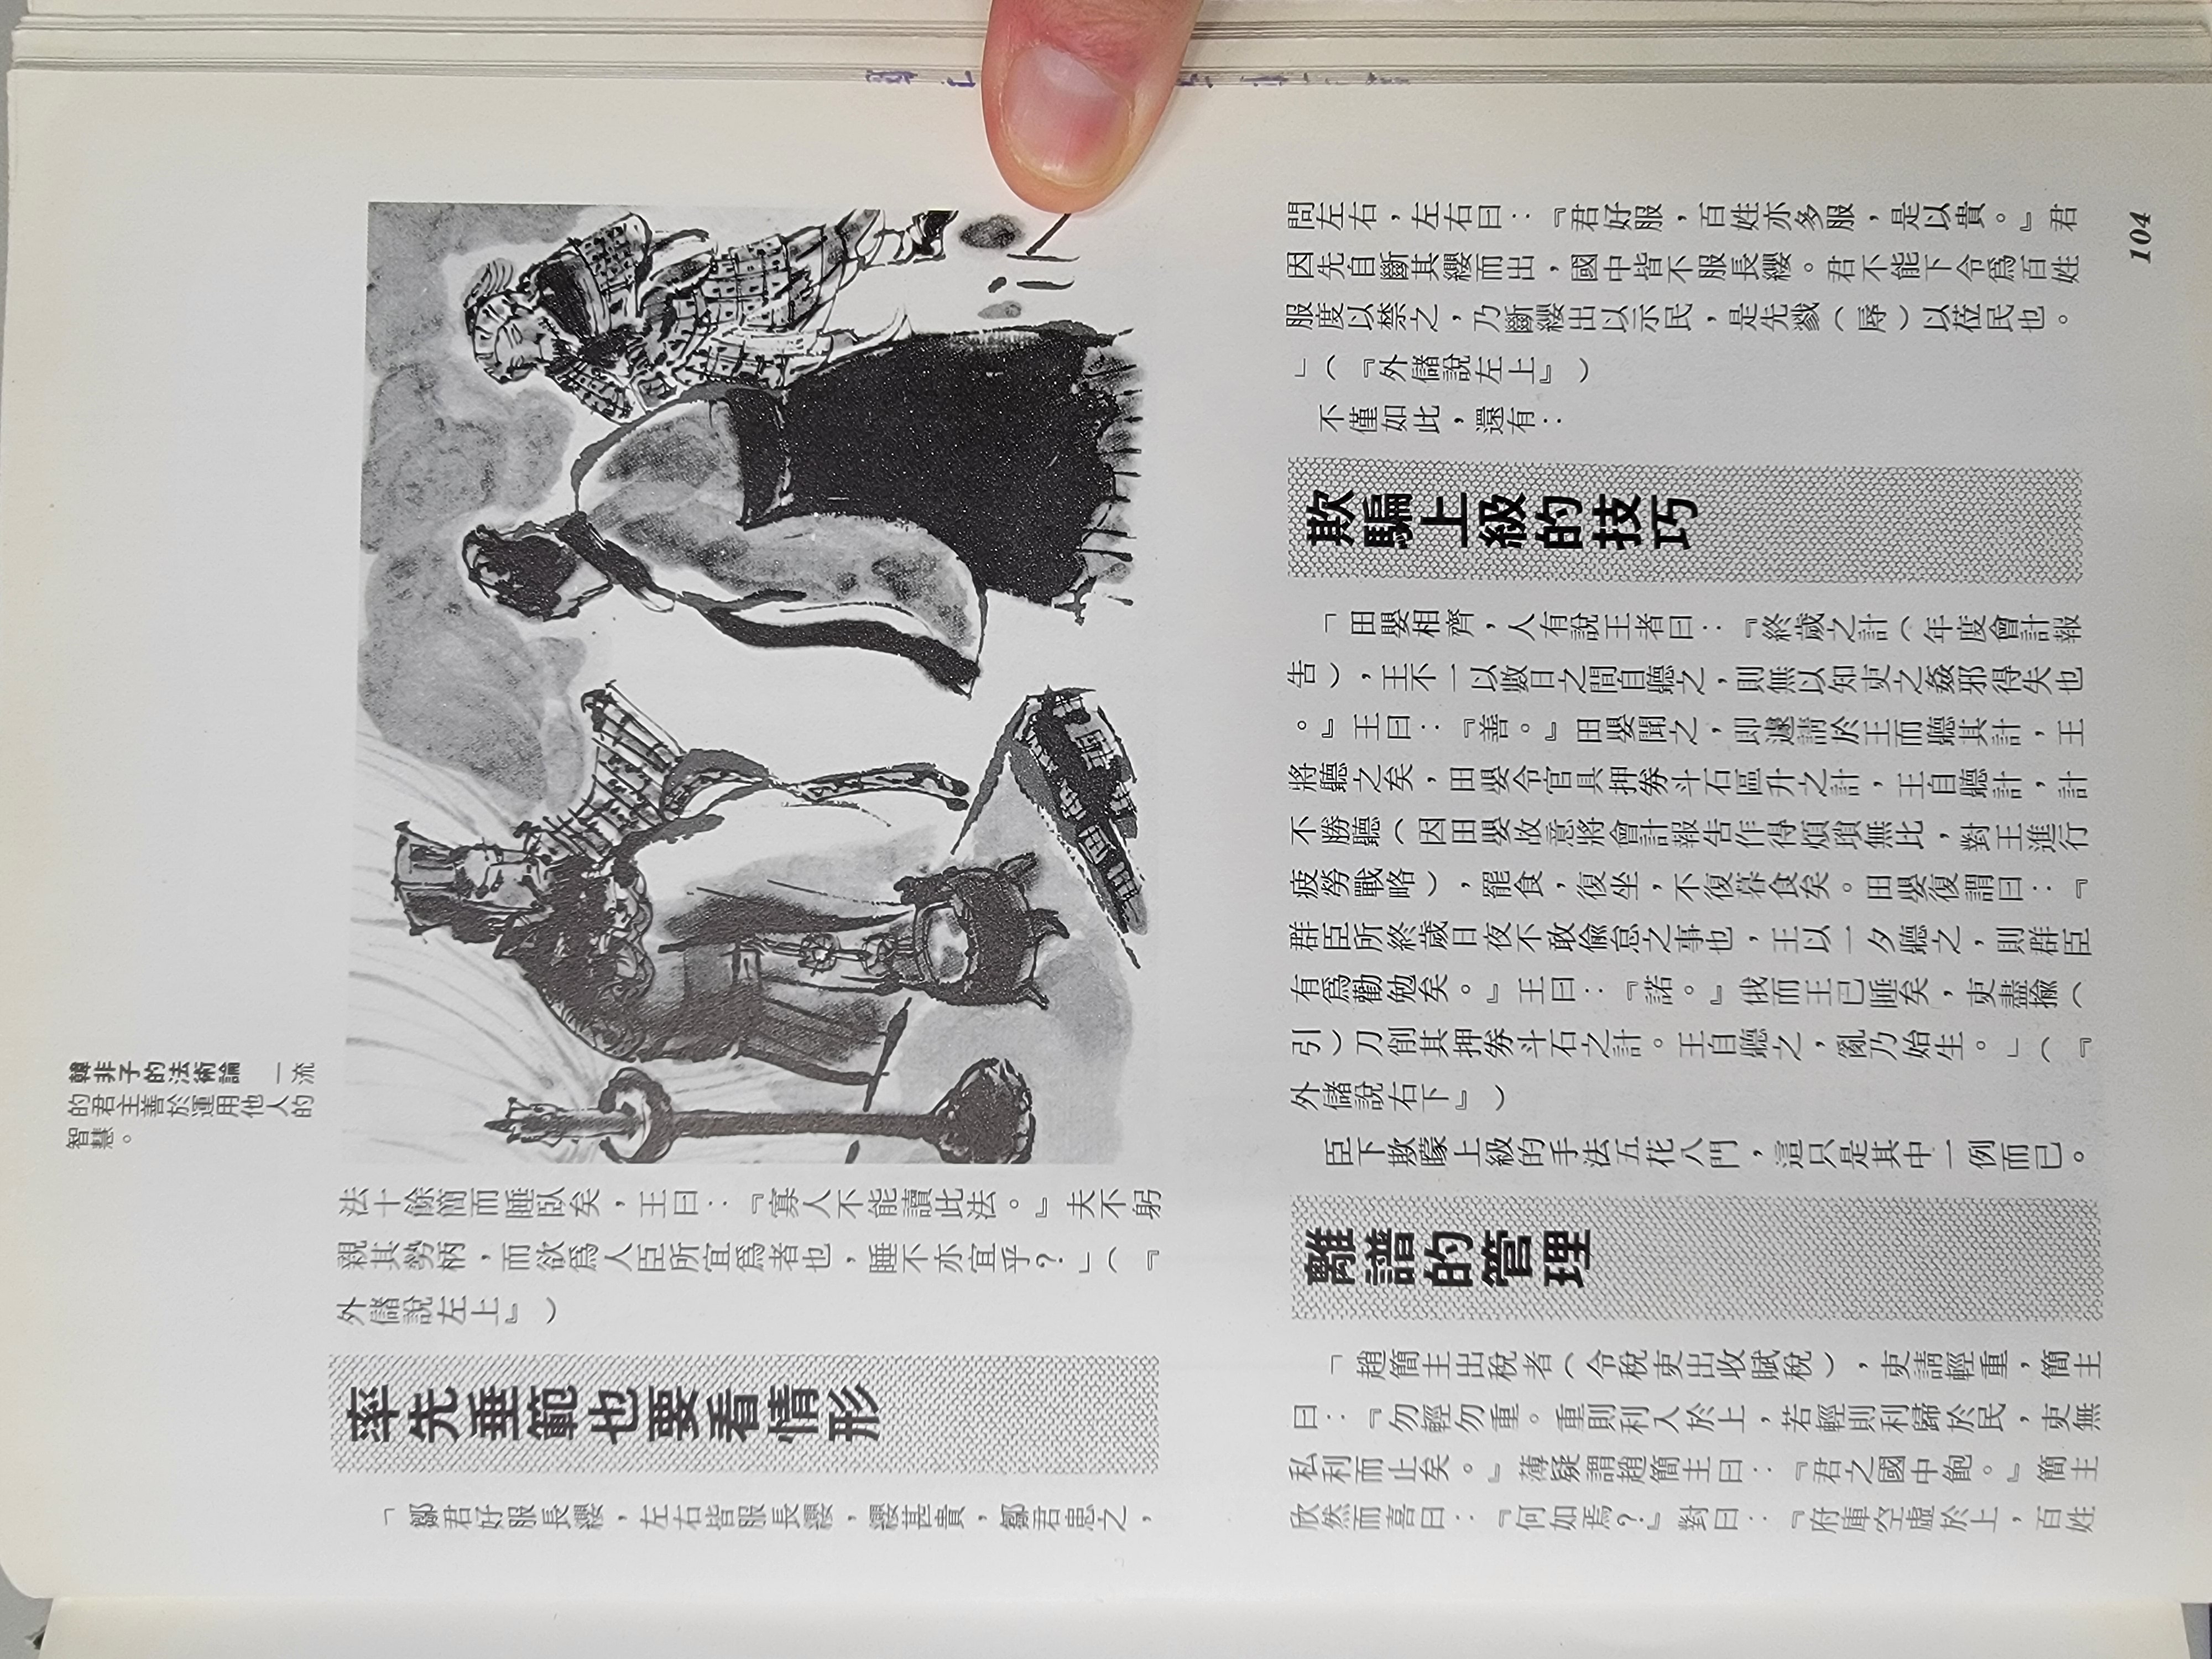 韓非子的法術論　一流
的君主善於運用他人的
智慧。
法十餘簡而睡臥矣，王曰：『寡人不能讀此法。』夫不躬
親其勢柄，而欲爲人臣所宜爲者也，睡不亦宜乎？」（『
外儲說左上』）
率先垂範也要看情形
「鄒君好服長纓，左右皆服長纓，纓甚貴，鄒君患之，
問左右，左右曰：『君好服，百姓亦多服，是以貴。』君
因先自斷其纓而出，國中皆不服長纓。君不能下令爲百姓
服度以禁之，乃斷纓出以示民，是先戮（辱）以莅民也。
」（『外儲說左上』）
不僅如此，還有：
欺騙上級的技巧
「田嬰相齊，人有說王者曰：『終歲之計（年度會計報
告），王不一以數日之間自聽之，則無以知吏之姦邪得失也
。』王曰：『善。』田嬰聞之，即遽請於王而聽其計，王
將聽之矣，田嬰令官具押券斗石區升之計，王自聽計，計
不勝聽（因田嬰故意將會計報告作得煩瑣無比，對王進行
疲勞戰略），罷食，復坐，不復暮食矣。田嬰復謂曰：『
群臣所終歲日夜不敢偷怠之事也，王以一夕聽之，則群臣
有爲勸勉矣。』王曰：『諾。』俄而王已睡矣，吏盡揄（
引）刀削其押券斗石之計。王自聽之，亂乃始生。」（『
外儲說右下』）
臣下欺矇上級的手法五花八門，這只是其中一例而已。
離譜的管理
「趙簡主出稅者（令稅吏出收賦稅），吏請輕重，簡主
曰：『勿輕勿重。重則利入於上，若輕則利歸於民，吏無
私利而止矣。』薄疑謂趙簡主曰：『君之國中飽。』簡主
欣然而喜曰：『何如焉？』對曰：『府庫空虛於上，百姓
104